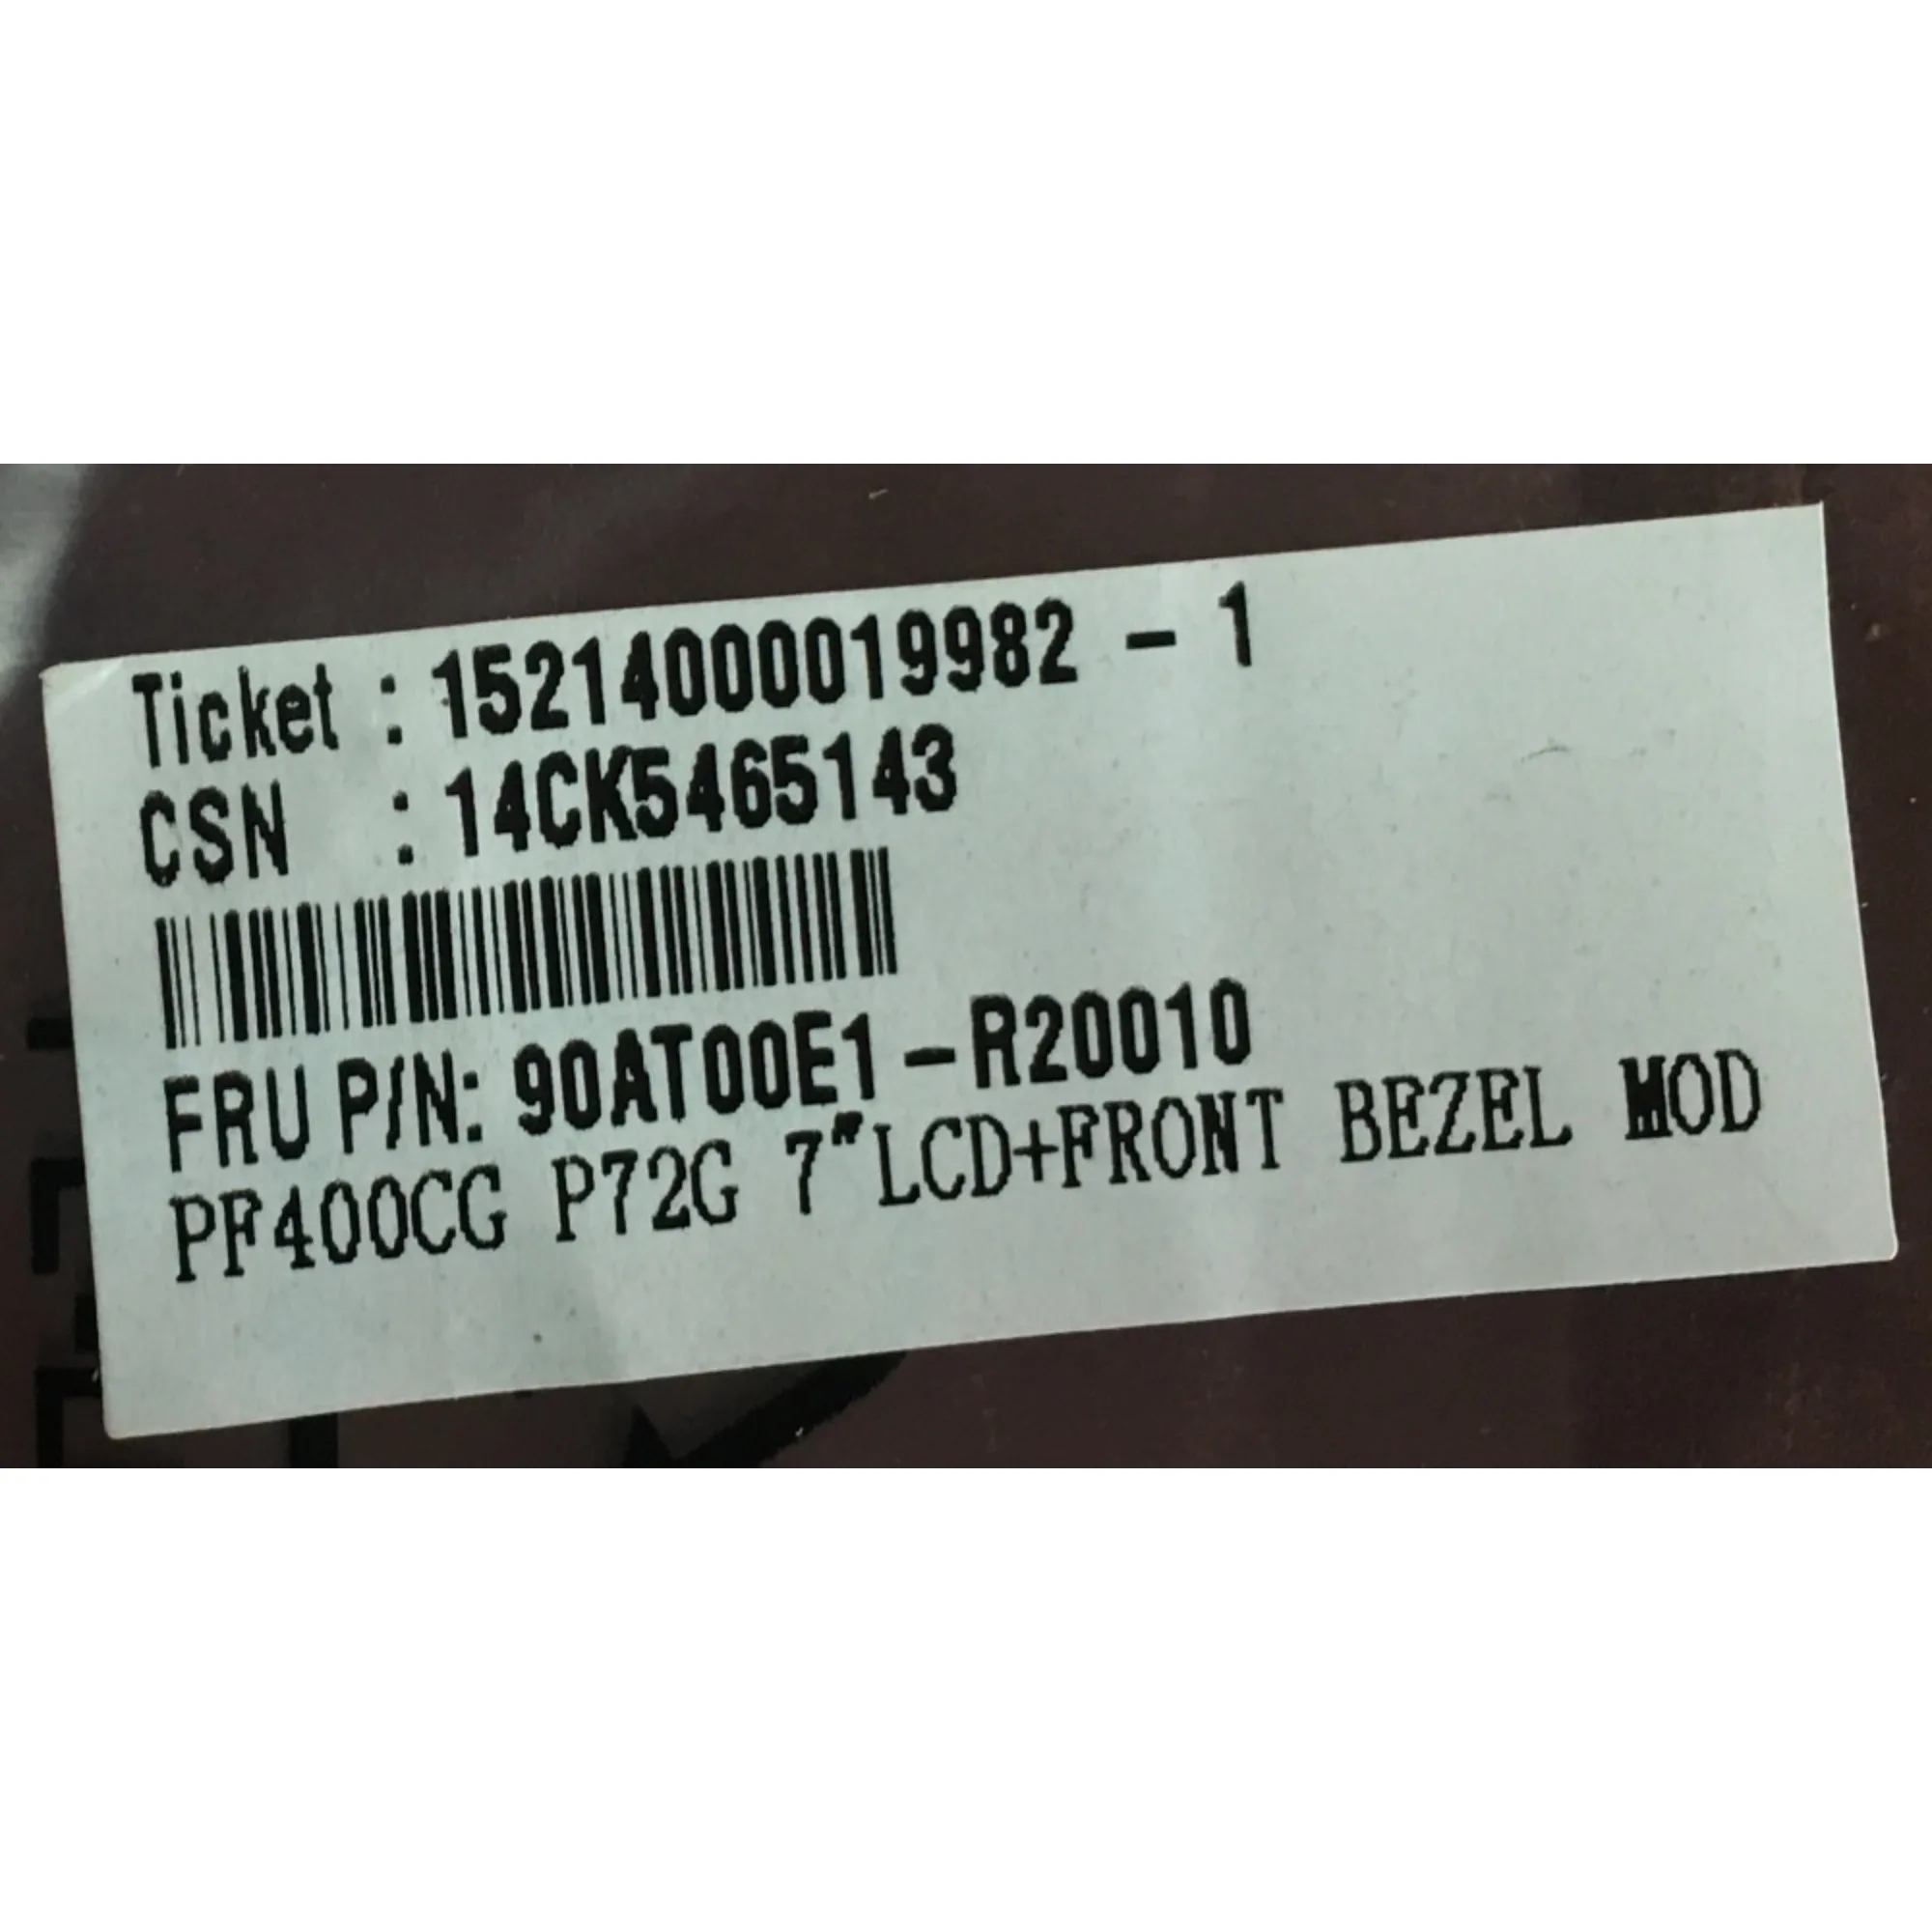 Ticket : 15214000019982 - 1
CSN : 14CK5465143
FRU P/N: 90AT00E1-R20010
PF400CG P72G 7"LCD+FRONT BEZEL MOD